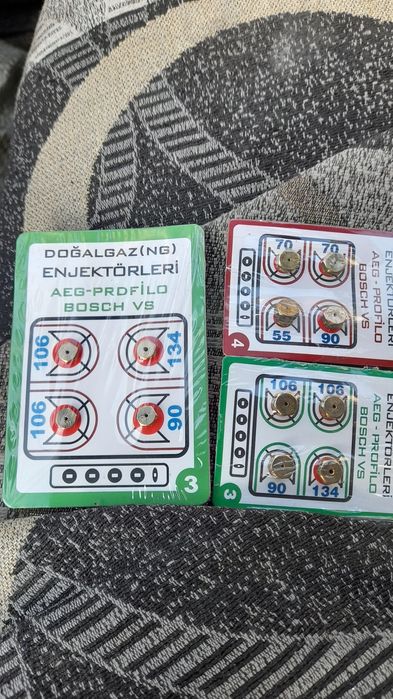 DOĞALGAZ(NG)
ENJEKTÖRLERİ
AEG-PROFİLO
BOSCH VS
106
134
106
90
3
ENJEKTÖRLERİ
AEG - PROFİLO
BOSCH VS
70
70
55
90
4
ENJEKTÖRLERİ
AEG - PROFİLO
BOSCH VS
106
106
90
134
3